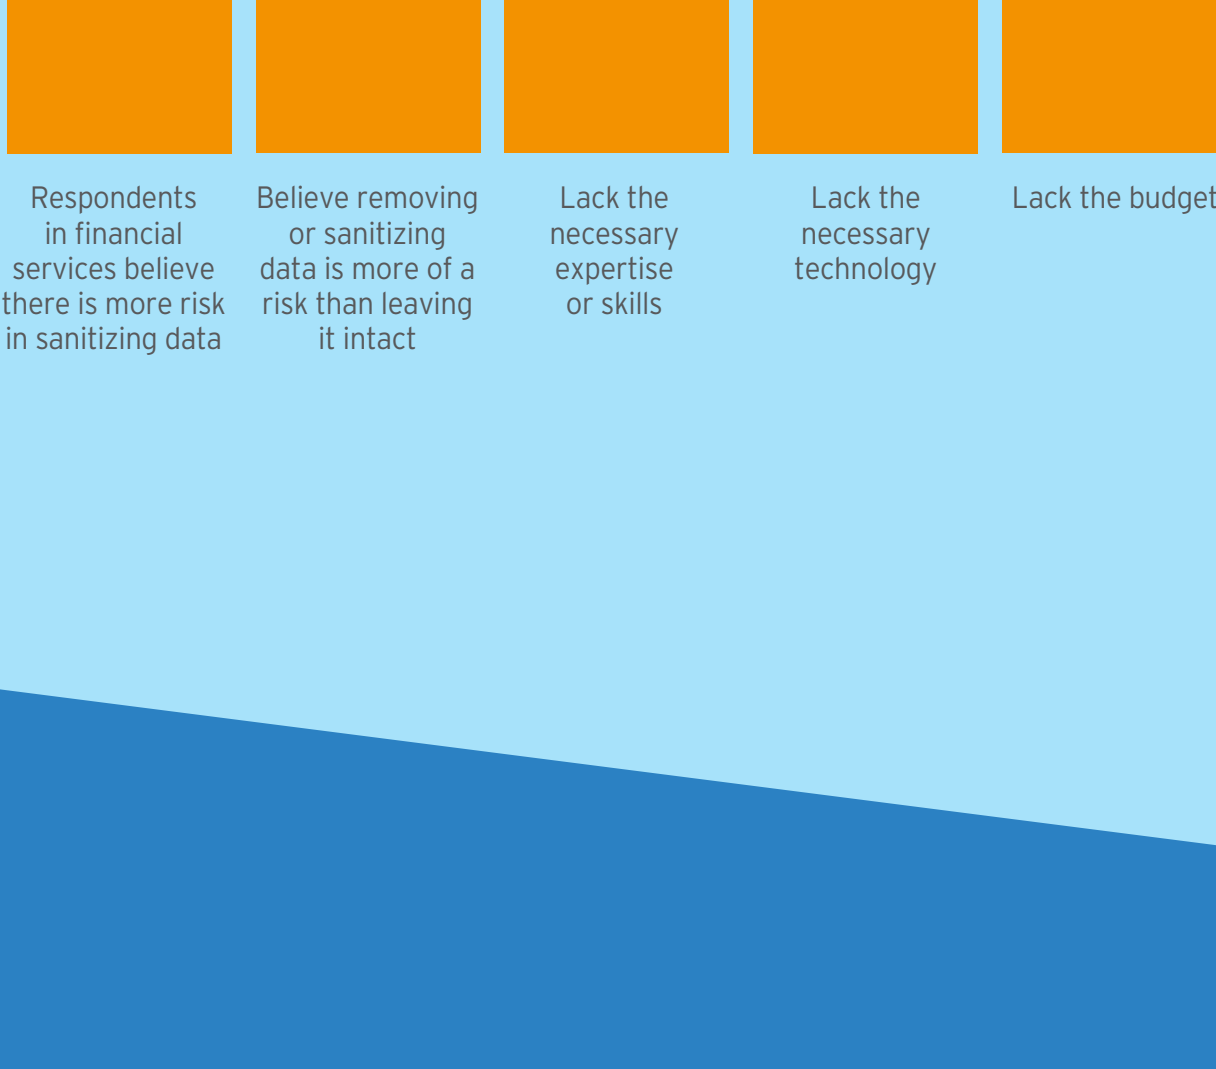 Respondents
in financial
services believe
there is more risk
in sanitizing data
Believe removing
or sanitizing
data is more of a
risk than leaving
it intact
Lack the
necessary
expertise
or skills
Lack the
necessary
technology
Lack the budget